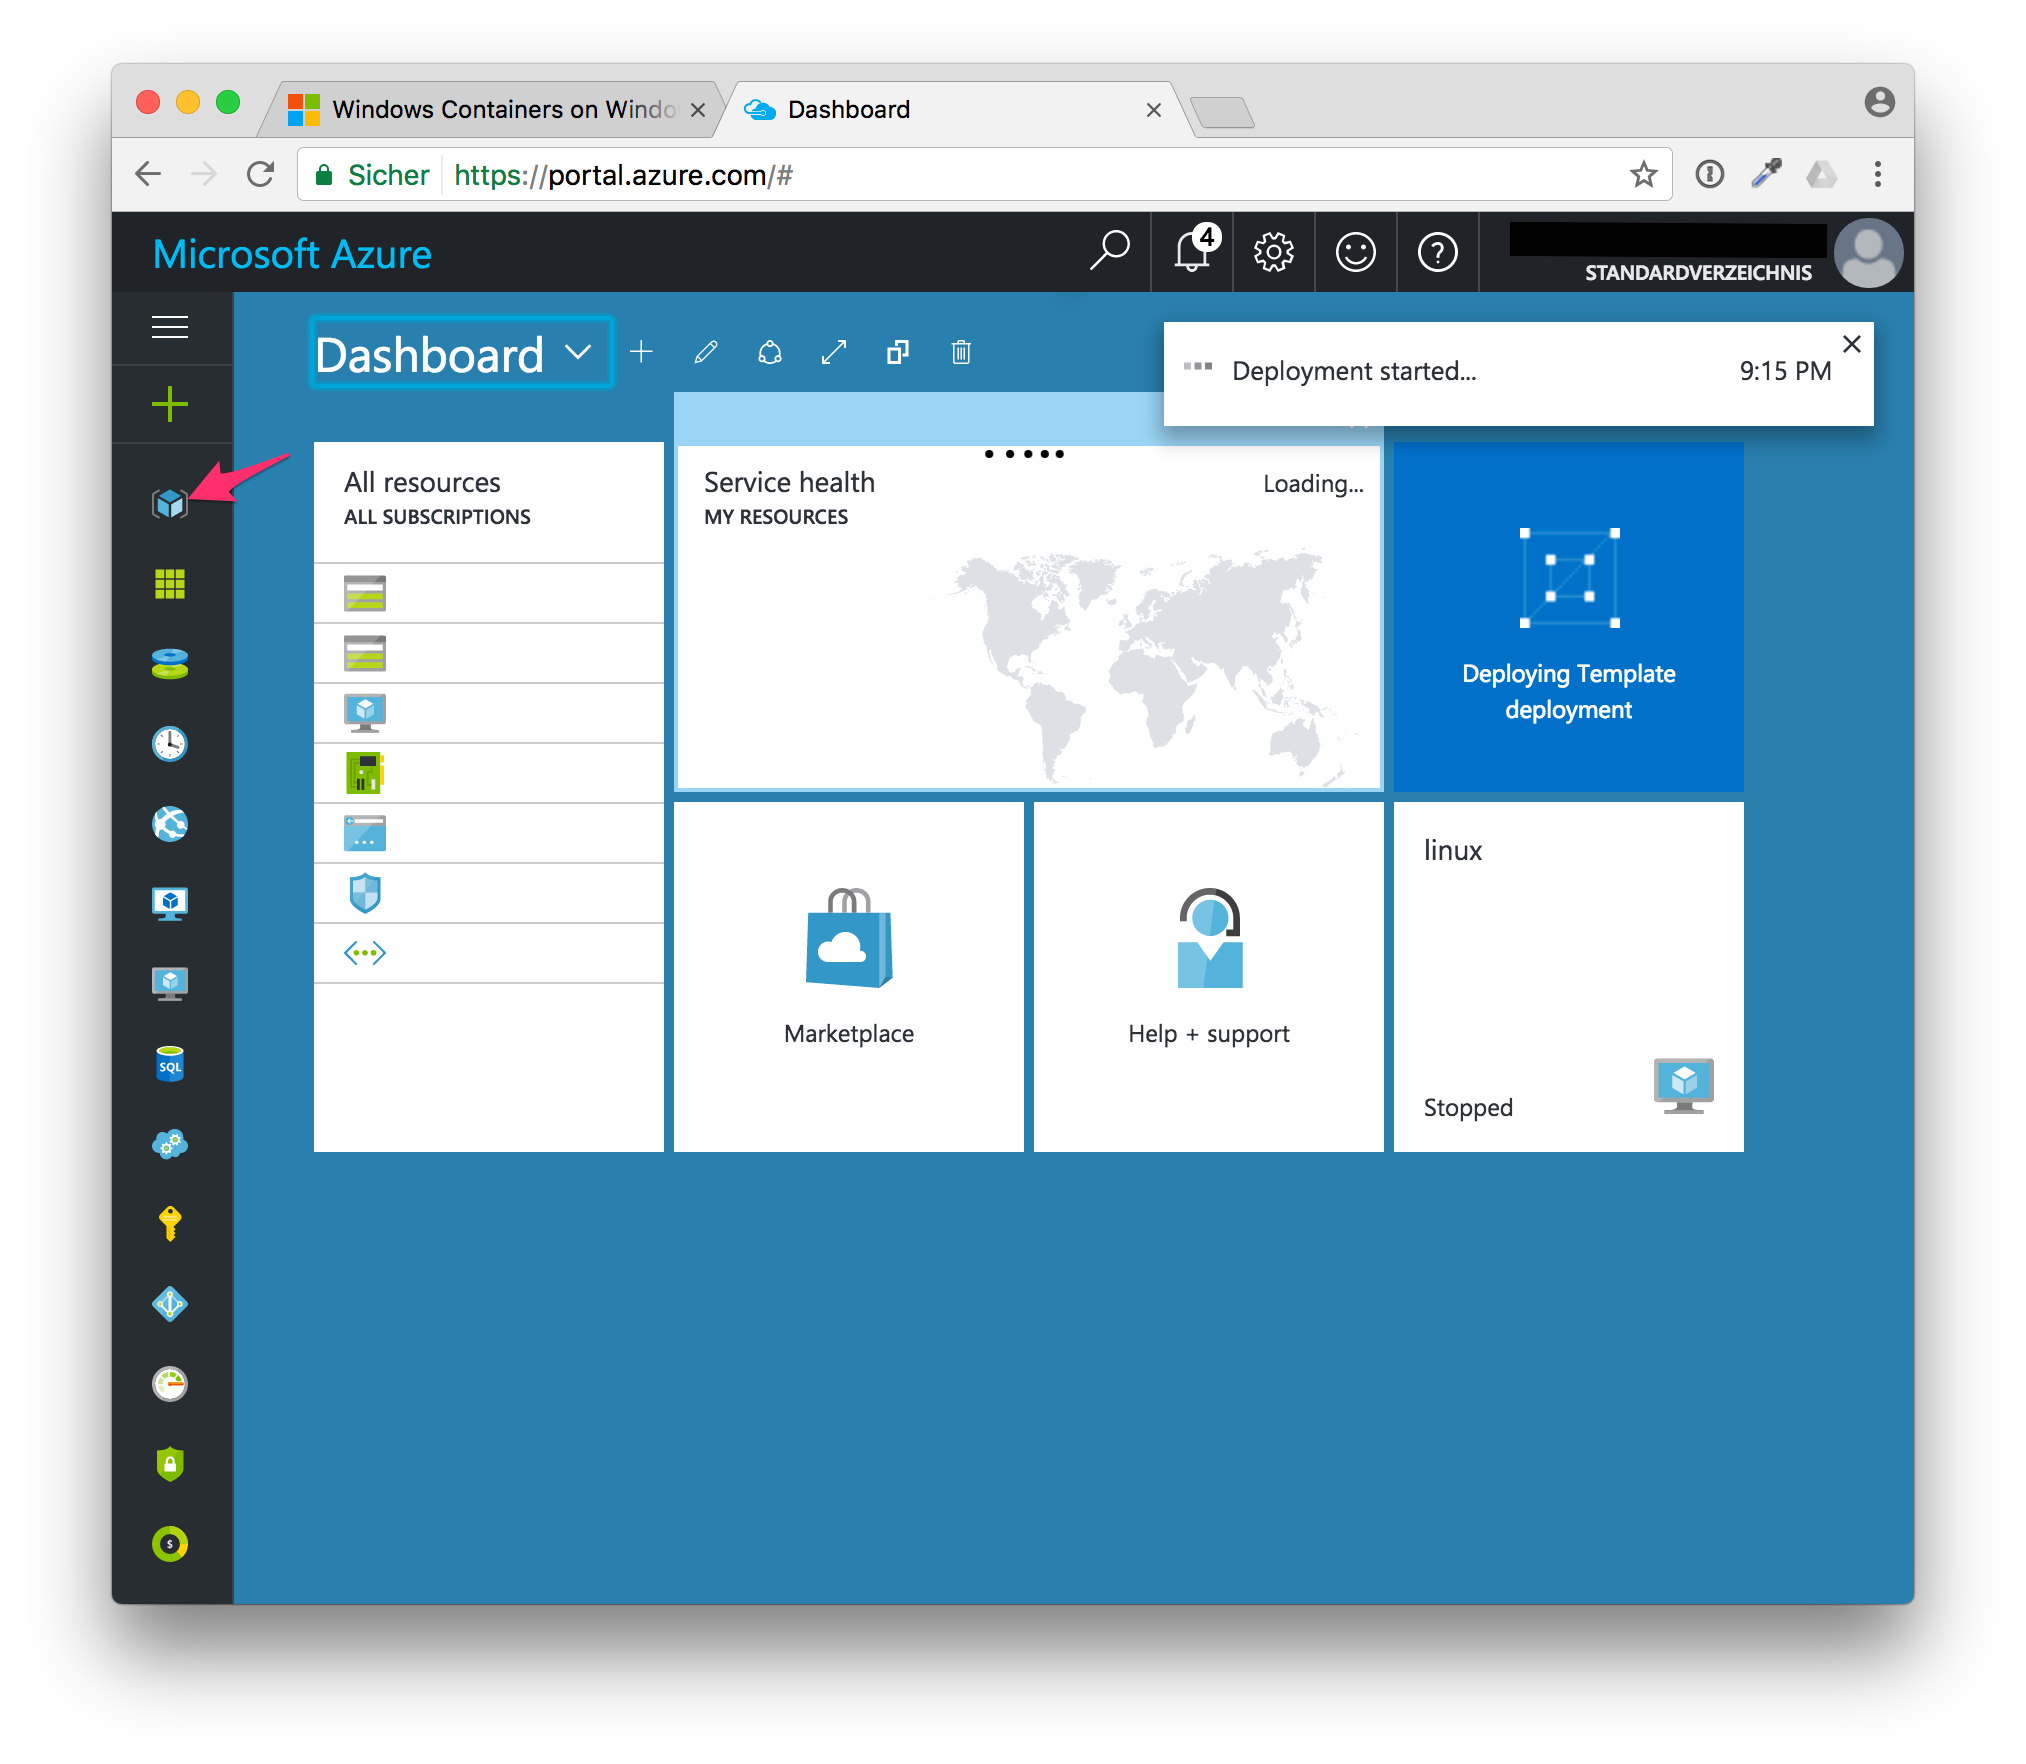 Windows Containers on Windo
Dashboard
Sicher
https://portal.azure.com/#
Microsoft Azure
4
STANDARDVERZEICHNIS
Dashboard
Deployment started...
9:15 PM
All resources
ALL SUBSCRIPTIONS
Service health
Loading...
MY RESOURCES
Deploying Template
deployment
Marketplace
Help + support
linux
Stopped
SQL
$